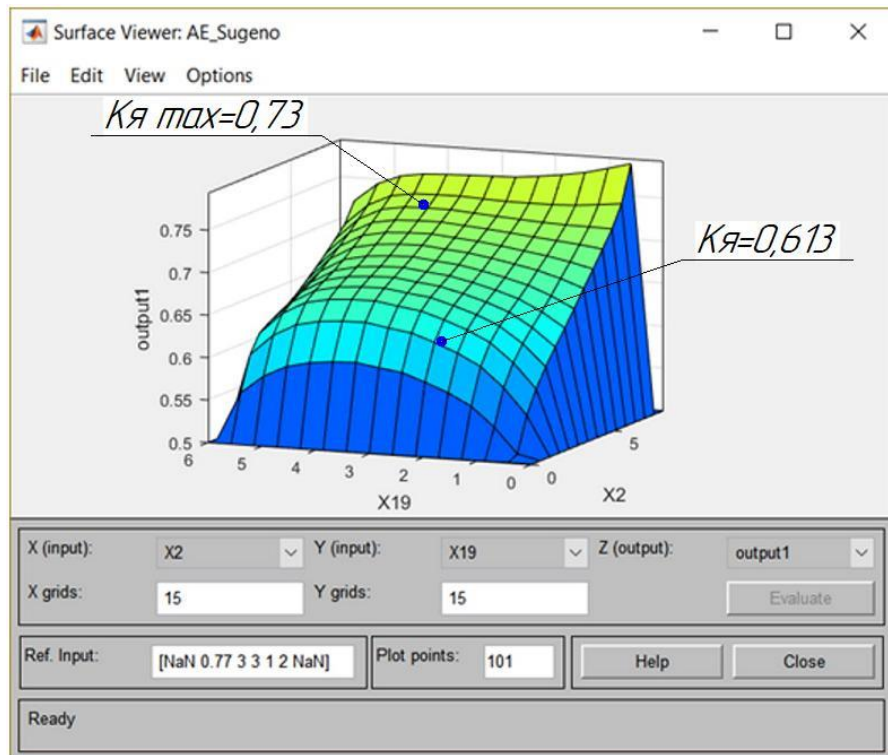 Surface Viewer: AE_Sugeno
File Edit View Options
Kя max=0,73
Kя=0,613
0.75
0.7
0.65
0.6
0.55
0.5
output1
6 5 4 3 2 1 0
X19
0 5
X2
X (input): X2 Y (input): X19 Z (output): output1
X grids: 15 Y grids: 15 Evaluate
Ref. Input: [NaN 0.77 3 3 1 2 NaN] Plot points: 101 Help Close
Ready